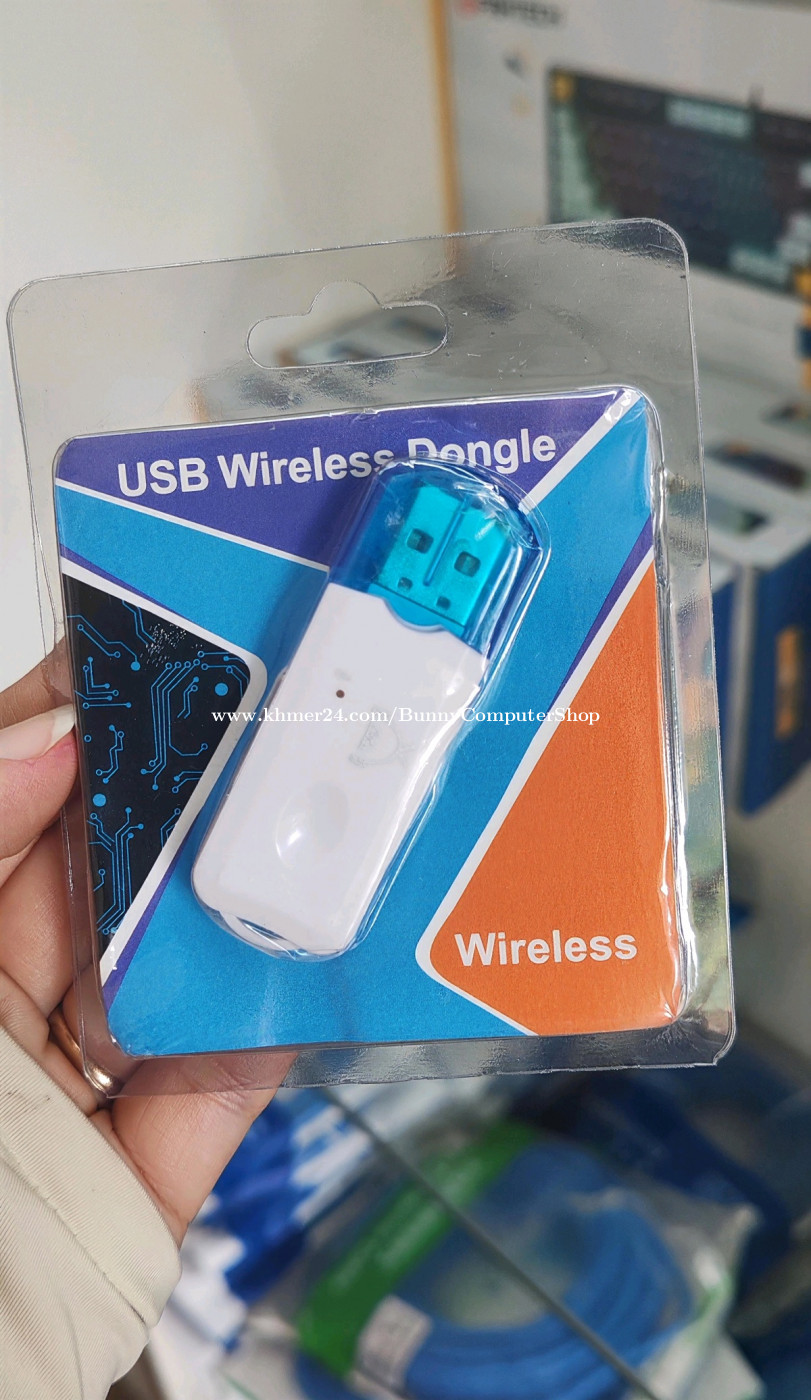 USB Wireless Dongle
www.khmer24.com/BunnyComputerShop
Wireless